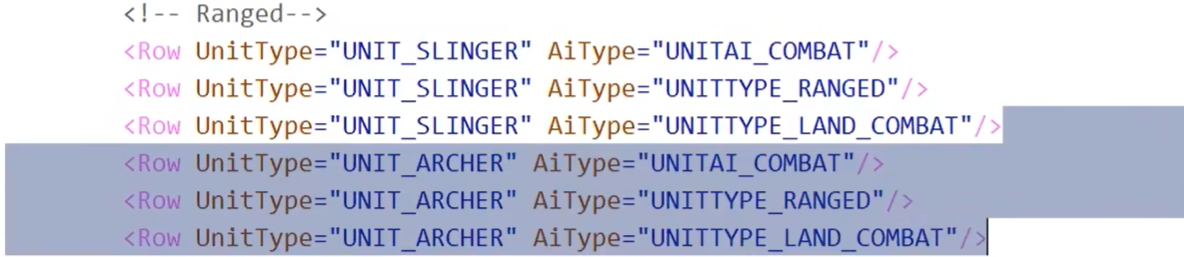 <!-- Ranged-->
<Row UnitType="UNIT_SLINGER" AiType="UNITAI_COMBAT"/>
<Row UnitType="UNIT_SLINGER" AiType="UNITTYPE_RANGED"/>
<Row UnitType="UNIT_SLINGER" AiType="UNITTYPE_LAND_COMBAT"/>
<Row UnitType="UNIT_ARCHER" AiType="UNITAI_COMBAT"/>
<Row UnitType="UNIT_ARCHER" AiType="UNITTYPE_RANGED"/>
<Row UnitType="UNIT_ARCHER" AiType="UNITTYPE_LAND_COMBAT"/>